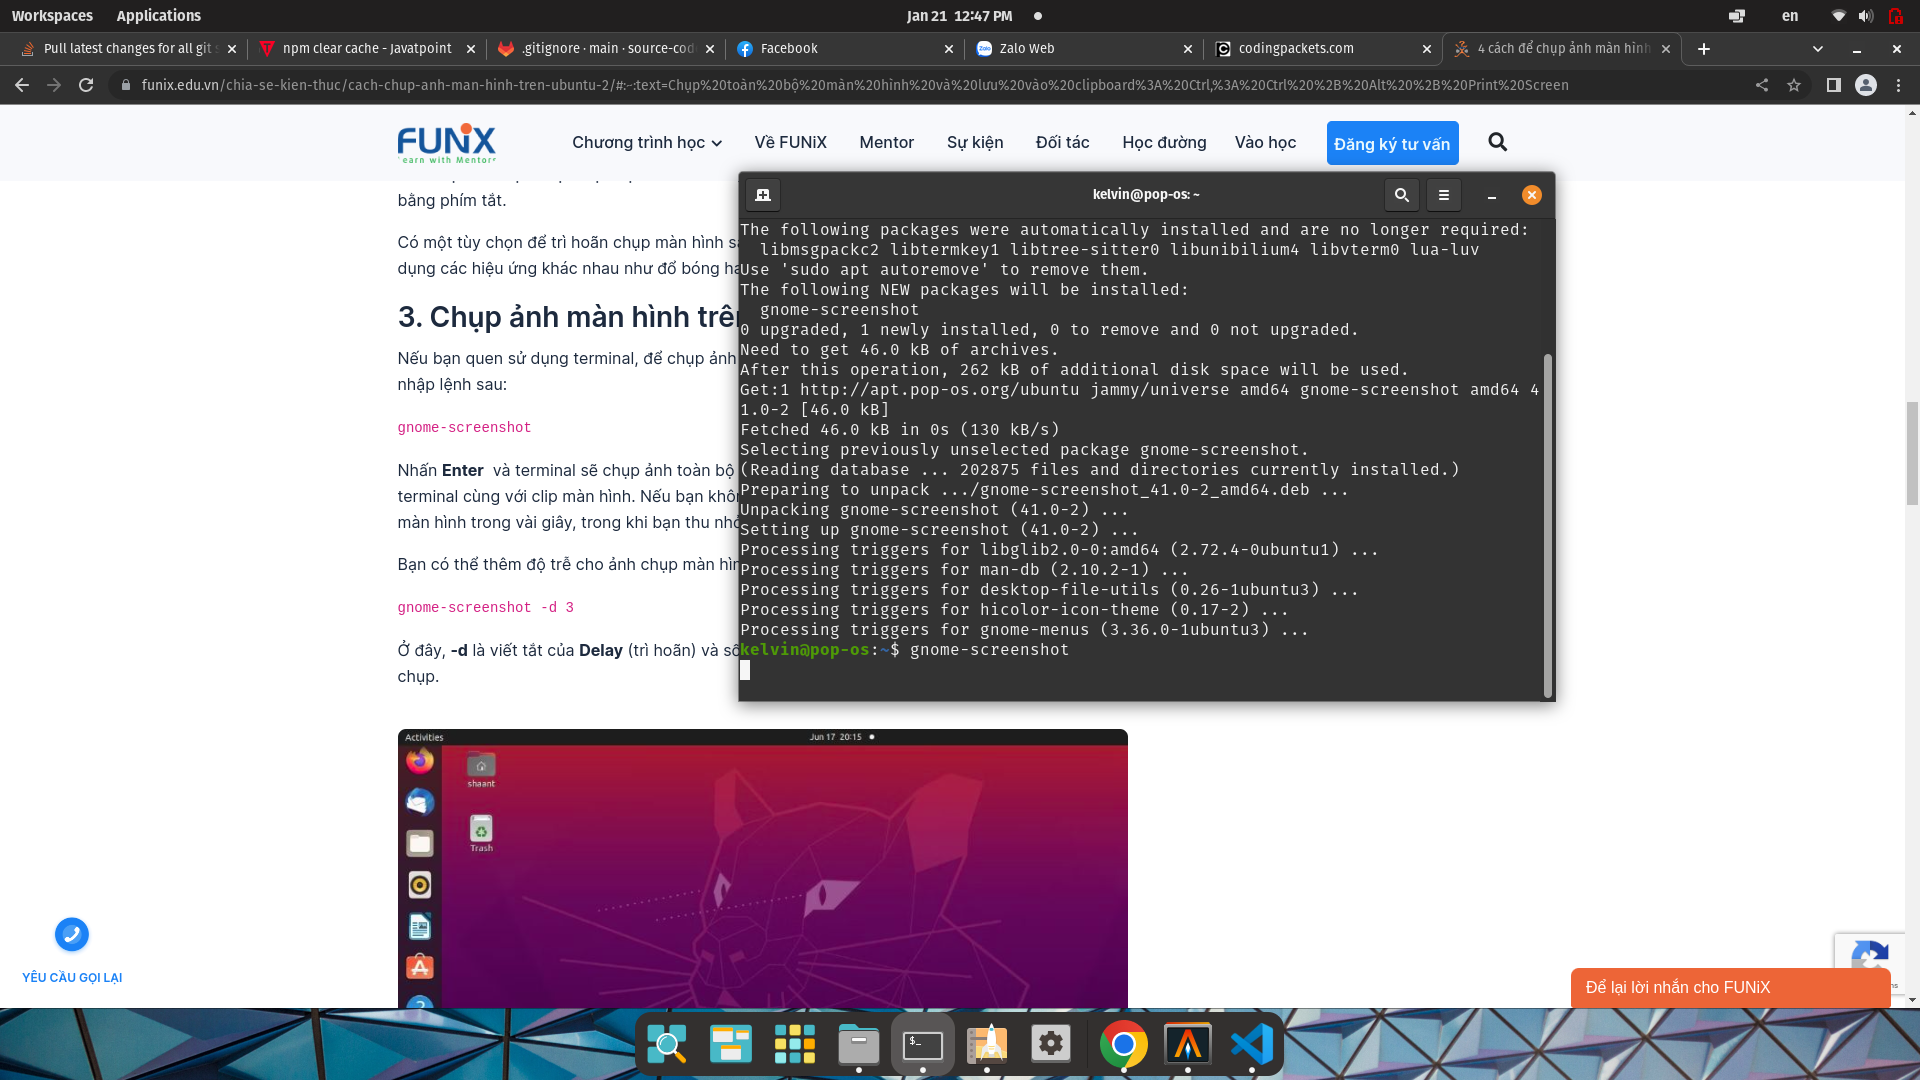 Workspaces
Applications
Jan 21 12:47 PM
en
Pull latest changes for all git
npm clear cache - Javatpoint
.gitignore · main · source-cod
Facebook
Zalo Web
codingpackets.com
4 cách để chụp ảnh màn hình
funix.edu.vn/chia-se-kien-thuc/cach-chup-anh-man-hinh-tren-ubuntu-2/#:~:text=Chụp%20toàn%20bộ%20màn%20hình%20và%20lưu%20vào%20clipboard%3A%20Ctrl,%3A%20Ctrl%20%2B%20Alt%20%2B%20Print%20Screen
FUNiX
Learn with Mentors
Chương trình học
Về FUNiX
Mentor
Sự kiện
Đối tác
Học đường
Vào học
Đăng ký tư vấn
bằng phím tắt.
Có một tùy chọn để trì hoãn chụp màn hình
dụng các hiệu ứng khác nhau như đổ bóng
3. Chụp ảnh màn hình trên
Nếu bạn quen sử dụng terminal, để chụp ảnh
nhập lệnh sau:
gnome-screenshot
Nhấn Enter và terminal sẽ chụp ảnh toàn bộ
terminal cùng với clip màn hình. Nếu bạn không
màn hình trong vài giây, trong khi bạn thu nhỏ
Bạn có thể thêm độ trễ cho ảnh chụp màn hình
gnome-screenshot -d 3
Ở đây, -d là viết tắt của Delay (trì hoãn) và số
chụp.
kelvin@pop-os: ~
The following packages were automatically installed and are no longer required:
libmsgpackc2 libtermkey1 libtree-sitter0 libunibilium4 libvterm0 lua-luv
Use 'sudo apt autoremove' to remove them.
The following NEW packages will be installed:
gnome-screenshot
0 upgraded, 1 newly installed, 0 to remove and 0 not upgraded.
Need to get 46.0 kB of archives.
After this operation, 262 kB of additional disk space will be used.
Get:1 http://apt.pop-os.org/ubuntu jammy/universe amd64 gnome-screenshot amd64 4
1.0-2 [46.0 kB]
Fetched 46.0 kB in 0s (130 kB/s)
Selecting previously unselected package gnome-screenshot.
(Reading database ... 202875 files and directories currently installed.)
Preparing to unpack .../gnome-screenshot_41.0-2_amd64.deb ...
Unpacking gnome-screenshot (41.0-2) ...
Setting up gnome-screenshot (41.0-2) ...
Processing triggers for libglib2.0-0:amd64 (2.72.4-0ubuntu1) ...
Processing triggers for man-db (2.10.2-1) ...
Processing triggers for desktop-file-utils (0.26-1ubuntu3) ...
Processing triggers for hicolor-icon-theme (0.17-2) ...
Processing triggers for gnome-menus (3.36.0-1ubuntu3) ...
kelvin@pop-os:~$ gnome-screenshot
Activities
Jun 17 20:15
shaant
Trash
YÊU CẦU GỌI LẠI
Để lại lời nhắn cho FUNiX